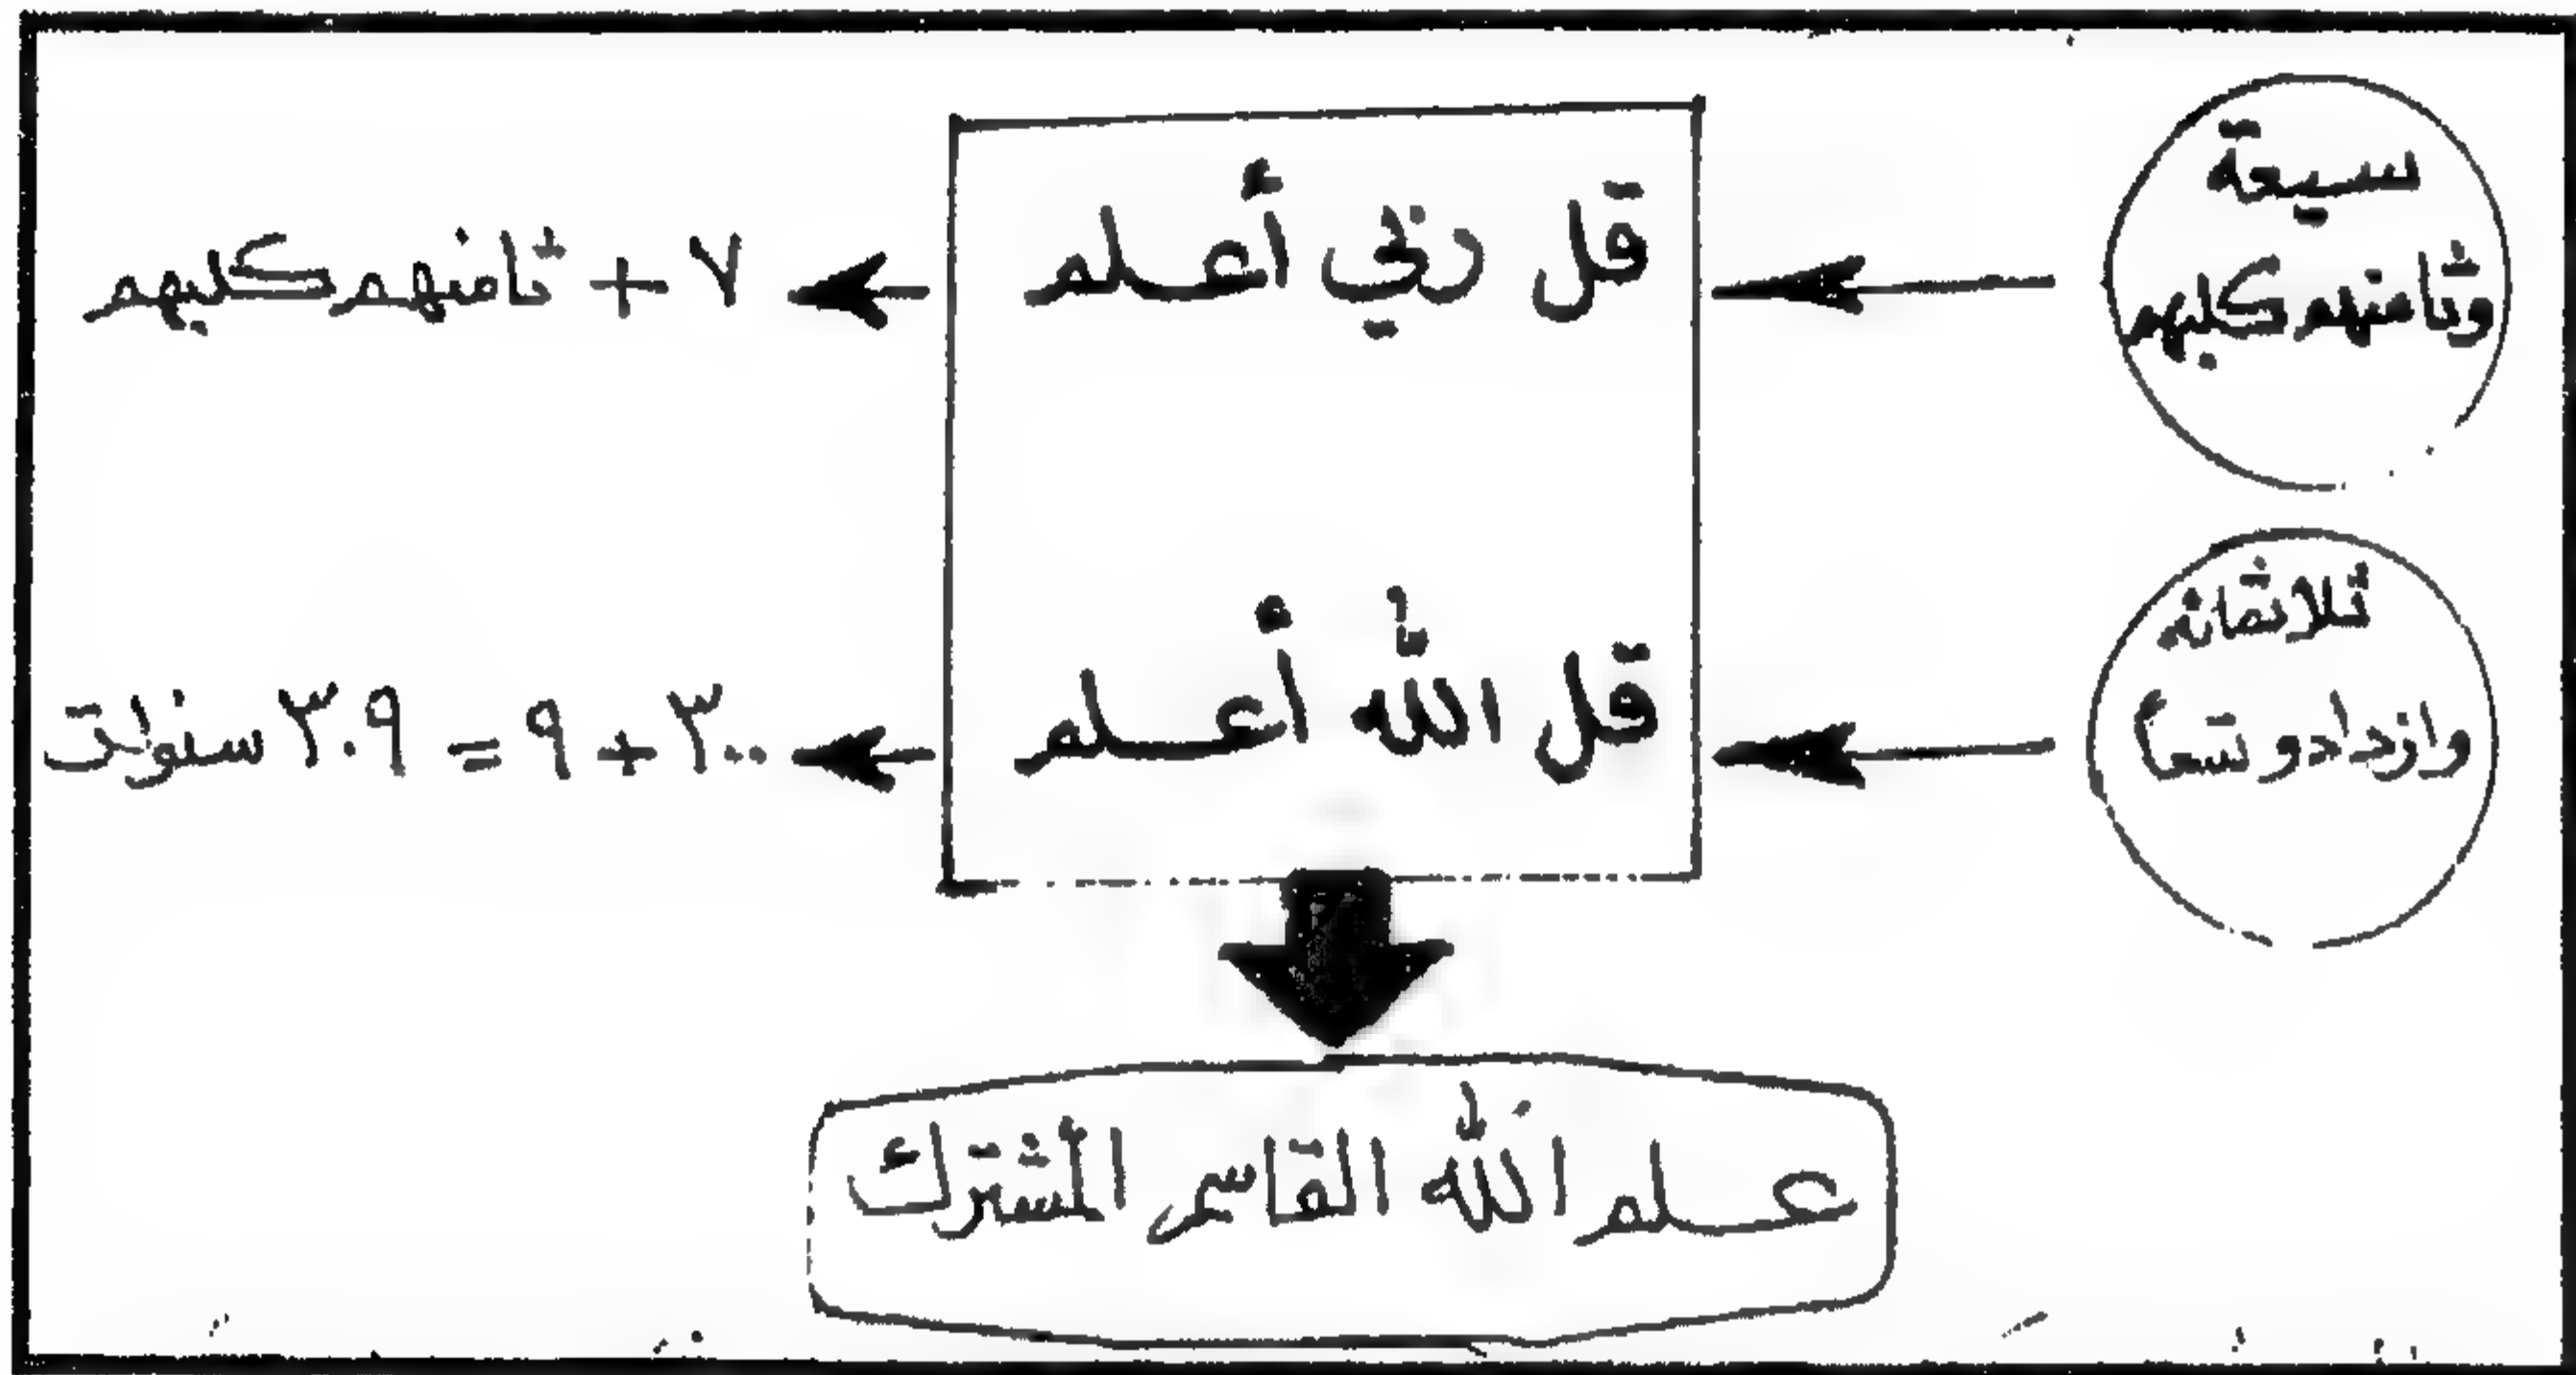 سبعة
وثامنهم كلبهم
قل ربي أعلم
٧ + ثامنهم كلبهم
ثلاثمائة
وازدادو تسعاً
قل الله أعلم
٣٠٠ + ٩ = ٣٠٩ سنوات
علم الله القاسم المشترك